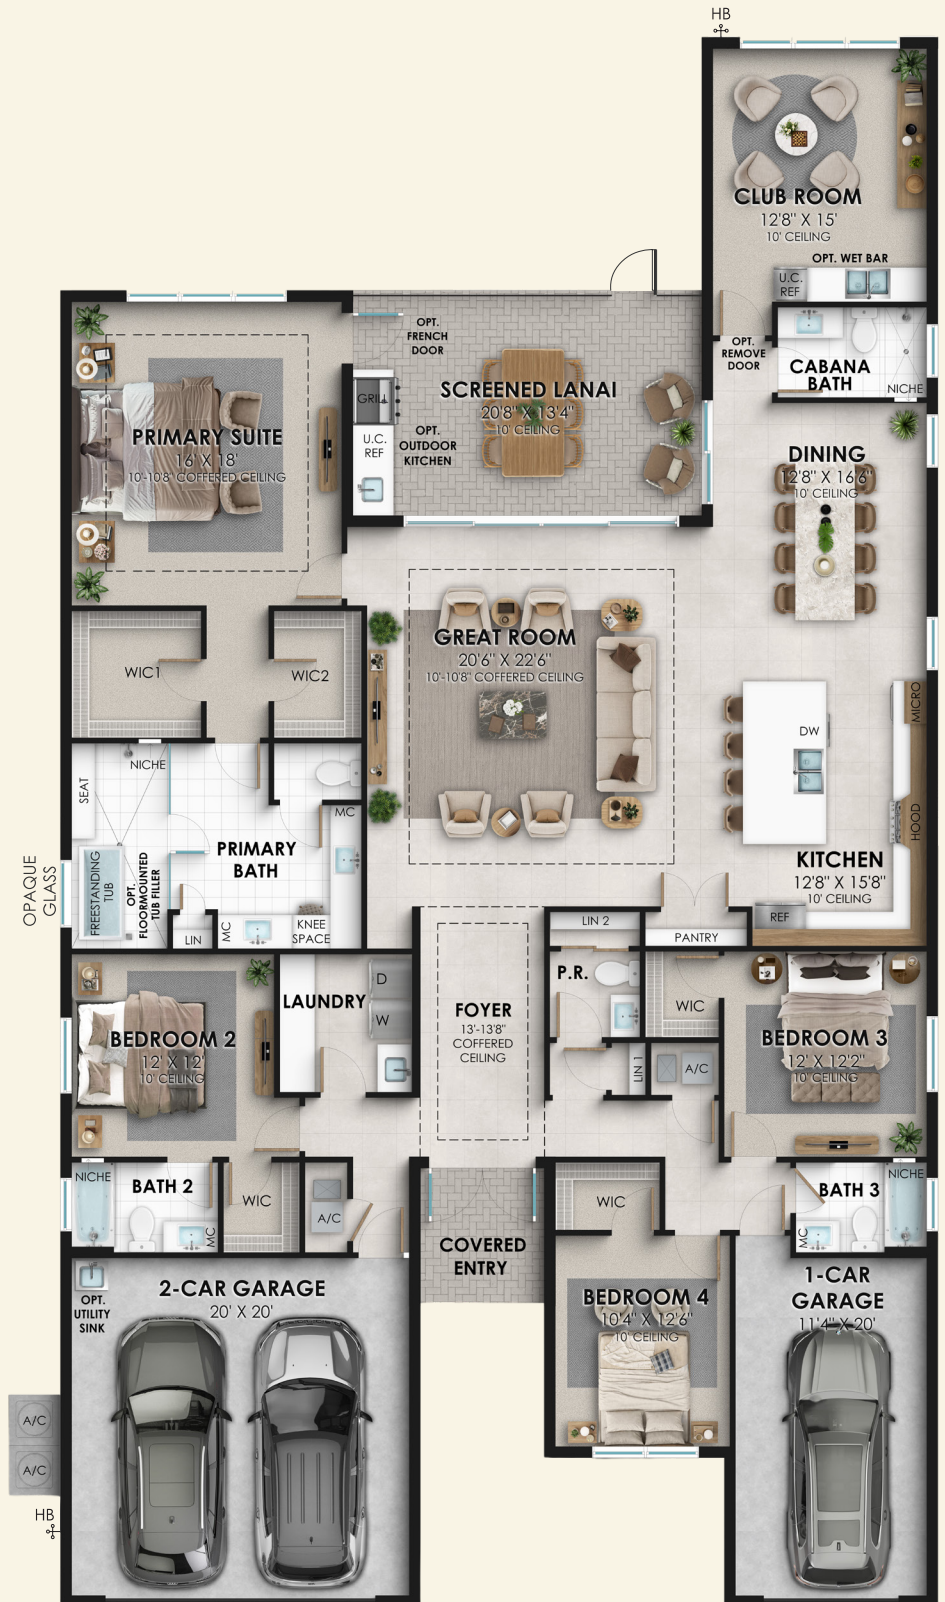 HB
CLUB ROOM
12'8" X 15'
10' CEILING
OPT. WET BAR
U.C.
REF
OPT.
REMOVE
DOOR
CABANA
BATH
NICHE
OPT.
FRENCH
DOOR
GRILL
SCREENED LANAI
20'8" X 13'4"
10' CEILING
U.C.
REF
OPT.
OUTDOOR
KITCHEN
PRIMARY SUITE
16' X 18'
10'-10'8" COFFERED CEILING
DINING
12'8" X 16'6"
10' CEILING
WIC1
WIC2
GREAT ROOM
20'6" X 22'6"
10'-10'8" COFFERED CEILING
MICRO
DW
HOOD
KITCHEN
12'8" X 15'8"
10' CEILING
REF
NICHE
SEAT
MC
PRIMARY
BATH
OPAQUE
GLASS
FREESTANDING
TUB
OPT.
FLOORMOUNTED
TUB FILLER
LIN
MC
KNEE
SPACE
LIN 2
PANTRY
LAUNDRY
D
W
FOYER
13'-13'8"
COFFERED
CEILING
P.R.
WIC
LIN 1
A/C
BEDROOM 2
12' X 12'
10' CEILING
BEDROOM 3
12' X 12'2"
10' CEILING
NICHE
BATH 2
MC
WIC
A/C
COVERED
ENTRY
WIC
BATH 3
NICHE
MC
2-CAR GARAGE
20' X 20'
OPT.
UTILITY
SINK
BEDROOM 4
10'4" X 12'6"
10' CEILING
1-CAR
GARAGE
11'4" X 20'
A/C
A/C
HB